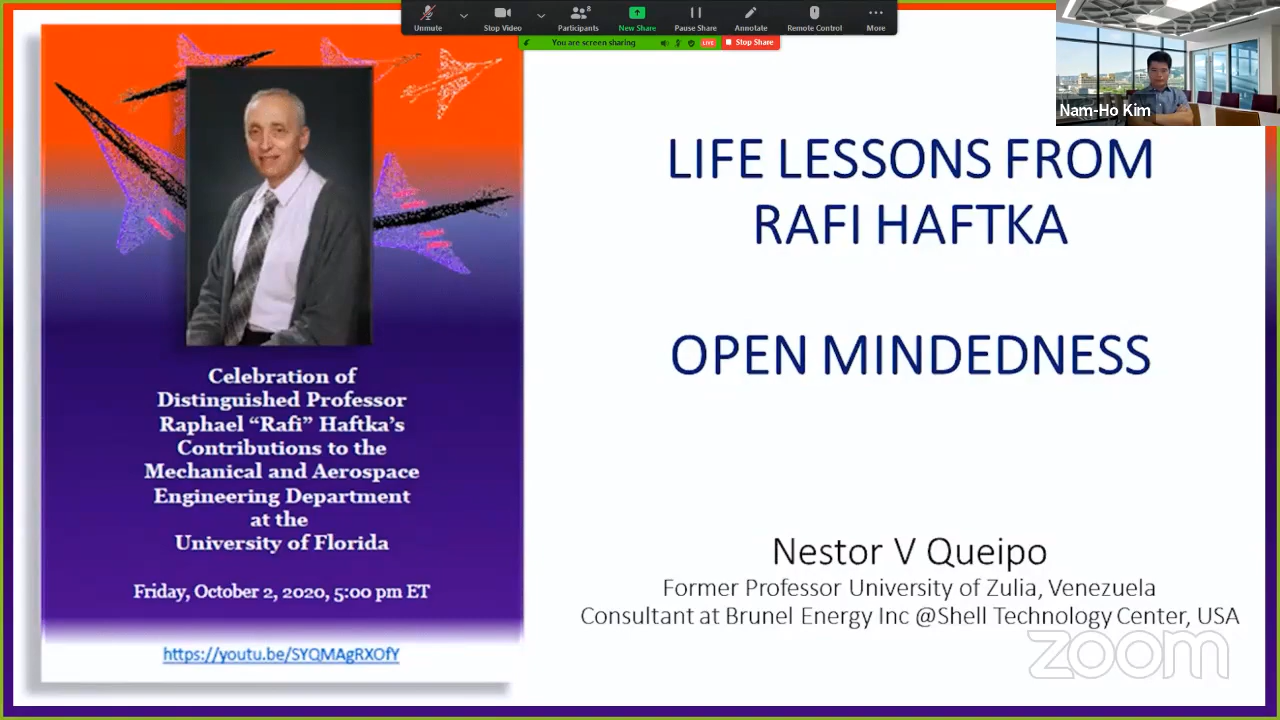 Unmute
Stop Video
Participants
8
New Share
Pause Share
Annotate
Remote Control
More
You are screen sharing
LIVE
Stop Share
Nam-Ho Kim
LIFE LESSONS FROM
RAFI HAFTKA
OPEN MINDEDNESS
Celebration of
Distinguished Professor
Raphael “Rafi” Haftka’s
Contributions to the
Mechanical and Aerospace
Engineering Department
at the
University of Florida
Friday, October 2, 2020, 5:00 pm ET
https://youtu.be/SYQMAgRXOfY
Nestor V Queipo
Former Professor University of Zulia, Venezuela
Consultant at Brunel Energy Inc @Shell Technology Center, USA
zoom